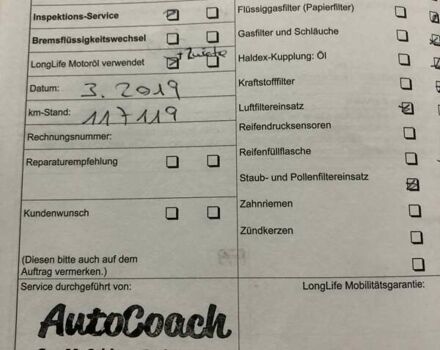 Inspektions-Service
Bremsflüssigkeitswechsel
LongLife Motoröl verwendet
Datum: 3.2019
km-Stand: 117119
Rechnungsnummer:
Reparaturempfehlung
Kundenwunsch
(Diesen bitte auch auf dem
Auftrag vermerken.)
Service durchgeführt von:
AutoCoach
Flüssiggasfilter (Papierfilter)
Gasfilter und Schläuche
Haldex-Kupplung: Öl
Kraftstofffilter
Luftfiltereinsatz
Reifendrucksensoren
Reifenfüllflasche
Staub- und Pollenfiltereinsatz
Zahnriemen
Zündkerzen
LongLife Mobilitätsgarantie: